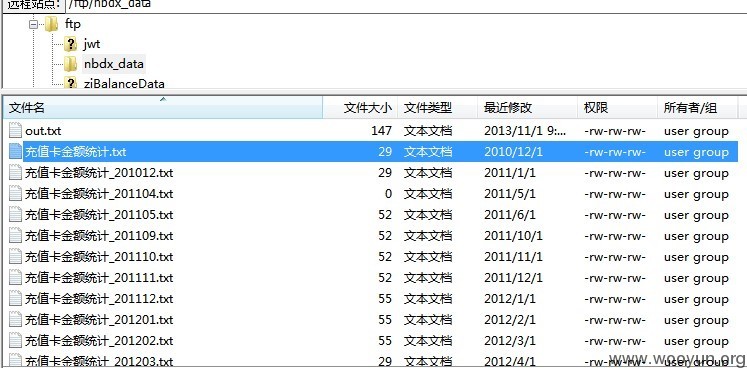 远程站点: /ftp/nbdx_data
ftp
jwt
nbdx_data
ziBalanceData
文件名 文件大小 文件类型 最近修改 权限 所有者/组
out.txt 147 文本文档 2013/11/1 9:... -rw-rw-rw- user group
充值卡金额统计.txt 29 文本文档 2010/12/1 -rw-rw-rw- user group
充值卡金额统计_201012.txt 29 文本文档 2011/1/1 -rw-rw-rw- user group
充值卡金额统计_201104.txt 0 文本文档 2011/5/1 -rw-rw-rw- user group
充值卡金额统计_201105.txt 52 文本文档 2011/6/1 -rw-rw-rw- user group
充值卡金额统计_201109.txt 52 文本文档 2011/10/1 -rw-rw-rw- user group
充值卡金额统计_201110.txt 52 文本文档 2011/11/1 -rw-rw-rw- user group
充值卡金额统计_201111.txt 52 文本文档 2011/12/1 -rw-rw-rw- user group
充值卡金额统计_201112.txt 55 文本文档 2012/1/1 -rw-rw-rw- user group
充值卡金额统计_201201.txt 55 文本文档 2012/2/1 -rw-rw-rw- user group
充值卡金额统计_201202.txt 55 文本文档 2012/3/1 -rw-rw-rw- user group
充值卡金额统计_201203.txt 55 文本文档 2012/4/1 -rw-rw-rw- user group
www.wooyun.org